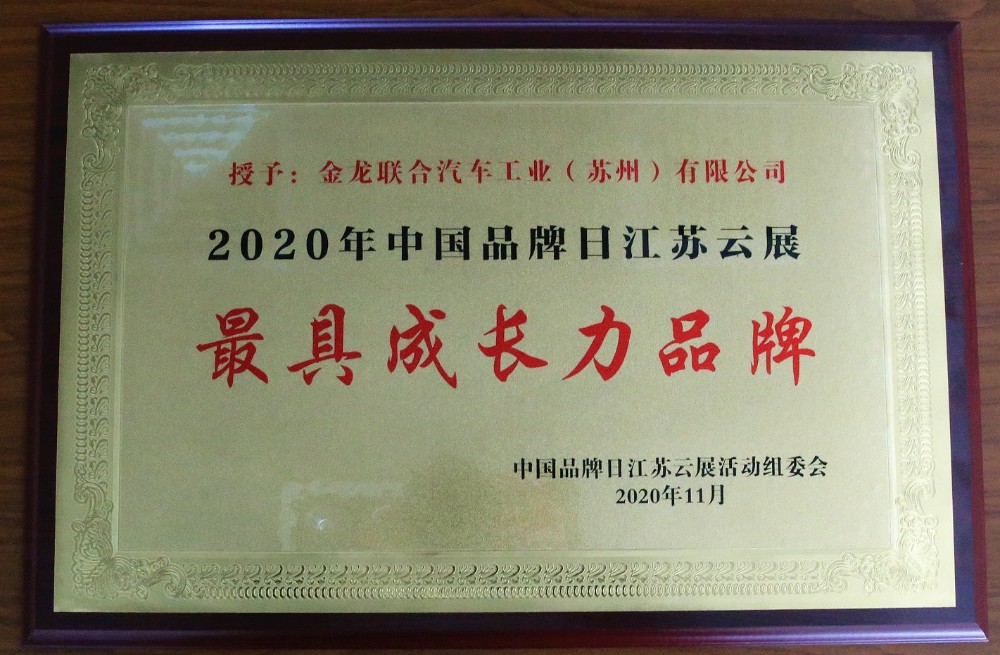 授予：金龙联合汽车工业（苏州）有限公司
2020年中国品牌日江苏云展
最具成长力品牌
中国品牌日江苏云展活动组委会
2020年11月